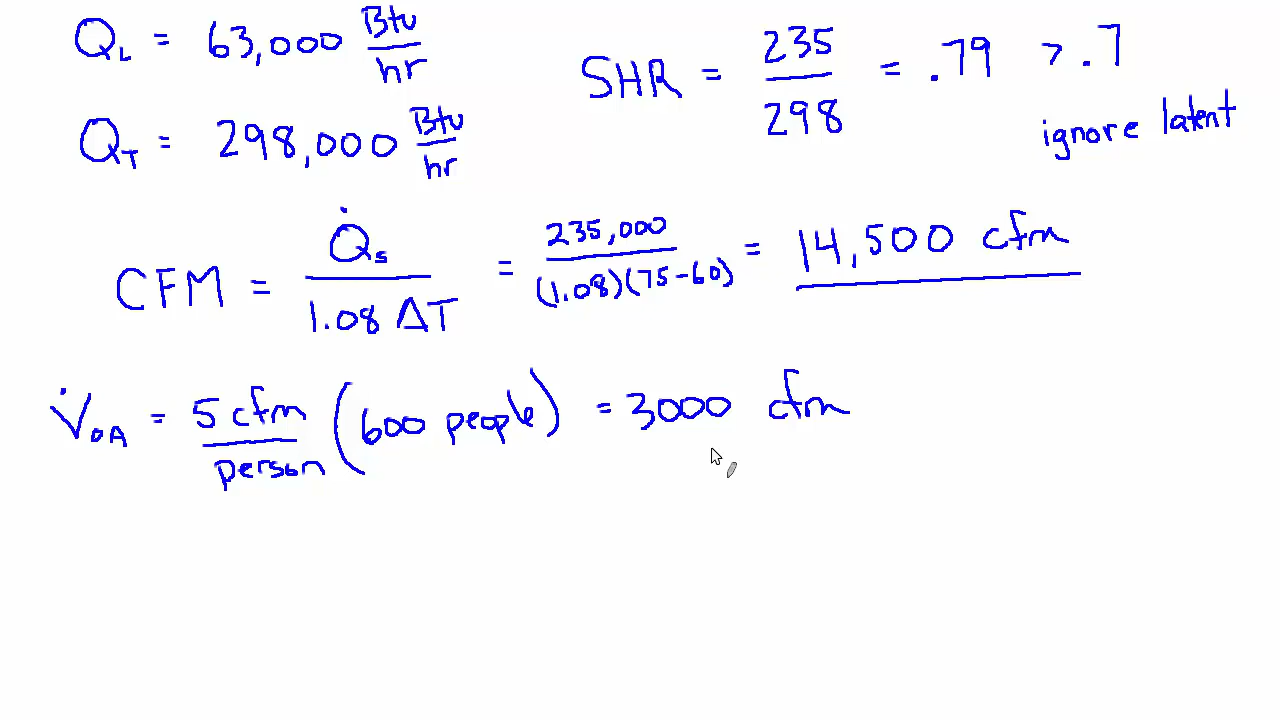 Q_L = 63,000 Btu/hr
SHR = 235/298 = .79 > .7
Q_T = 298,000 Btu/hr
ignore latent
CFM = Q̇_s / 1.08 ΔT = 235,000 / (1.08)(75-60) = 14,500 cfm
V̇_OA = 5 cfm/person (600 people) = 3000 cfm